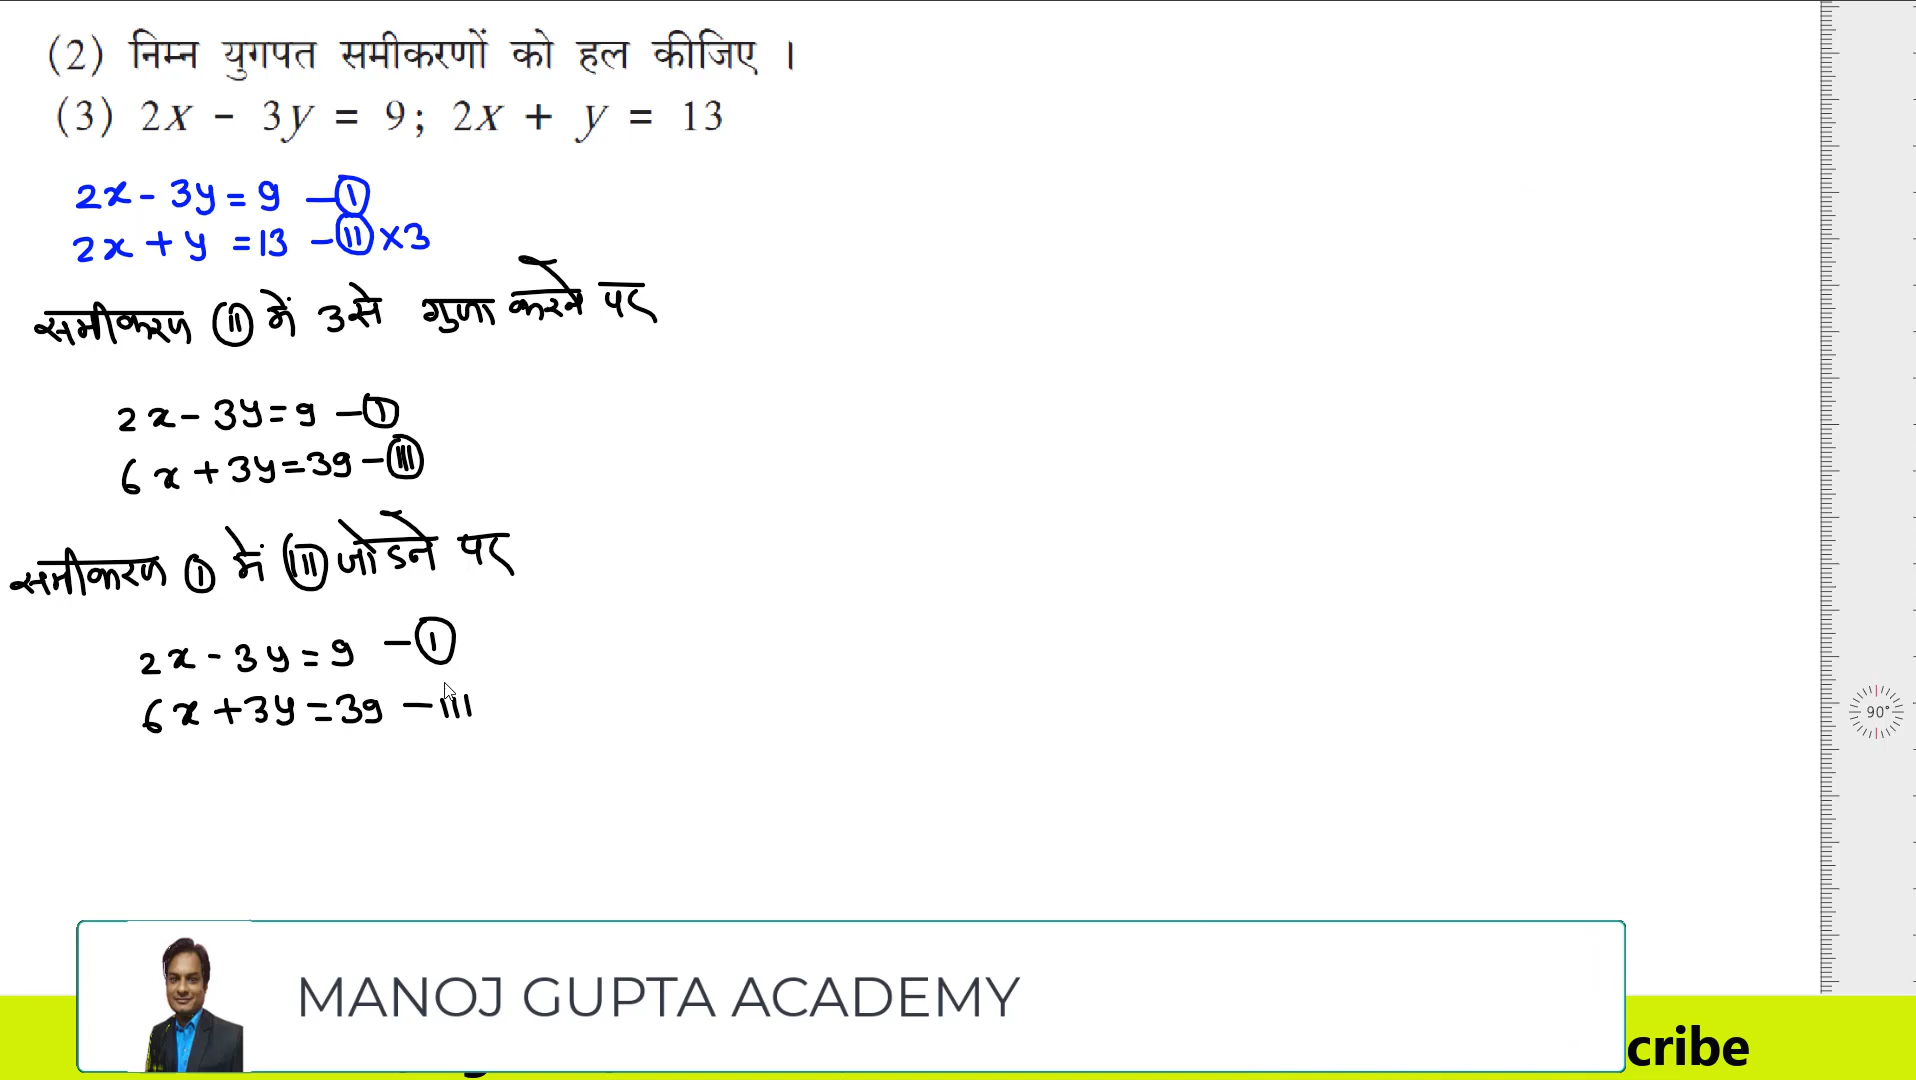 (2) निम्न युगपत समीकरणों को हल कीजिए ।
(3) 2x - 3y = 9; 2x + y = 13
2x - 3y = 9 — I
2x + y = 13 — II × 3
समीकरण II में 3 से गुणा करने पर
2x - 3y = 9 — I
6x + 3y = 39 — III
समीकरण I में III जोडने पर
2x - 3y = 9 — I
6x + 3y = 39 — III
90°
MANOJ GUPTA ACADEMY
cribe